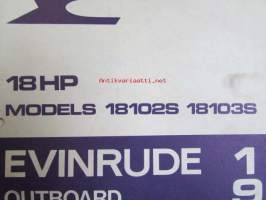 antikvariaatti.net
18 HP
MODELS 18102S 18103S
EVINRUDE 1
OUTBOARD 9